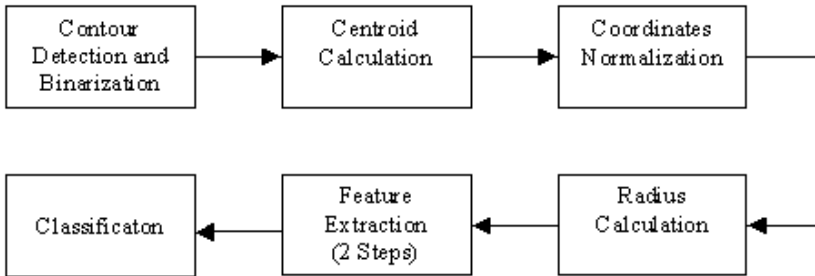 Contour
Detection and
Binarization
Centroid
Calculation
Coordinates
Normalization
Radius
Calculation
Feature
Extraction
(2 Steps)
Classificaton